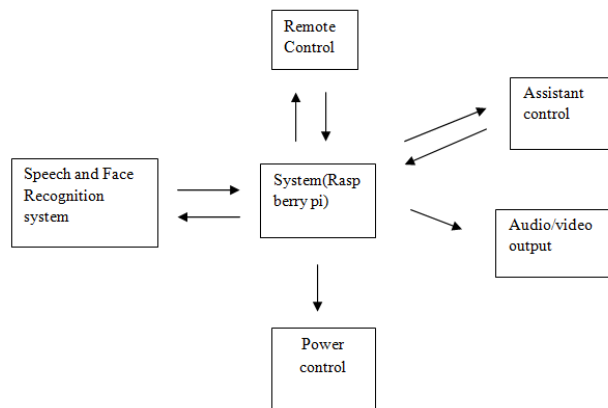 Remote
Control
Assistant
control
Speech and Face
Recognition
system
System(Rasp
berry pi)
Audio/video
output
Power
control